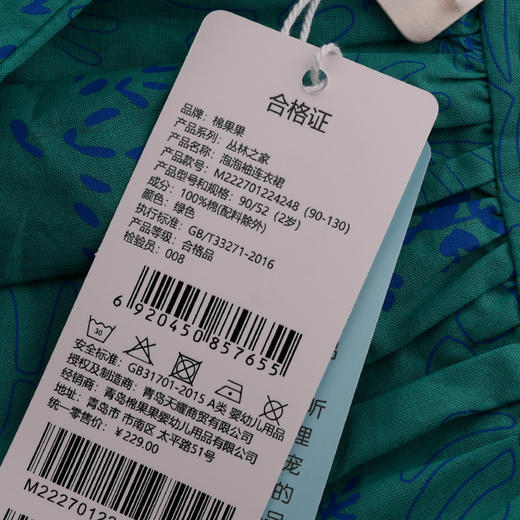 合格证
品牌：棉果果
产品系列：丛林之家
产品名称：泡泡袖连衣裙
产品款号：M222701224248 (90-130)
产品型号和规格：90/52（2岁）
成分：100%棉(配料除外)
颜色：绿色
执行标准：GB/T33271-2016
产品等级：合格品
检验员：008
6920450857655
30
安全标准：GB31701-2015 A类 婴幼儿用品
授权及制造商：青岛天耀商贸有限公司
经销商：青岛棉果果婴幼儿用品有限公司
地址：青岛市 市南区 太平路51号
统一零售价：￥229.00
M22270122
听
里
宠
的